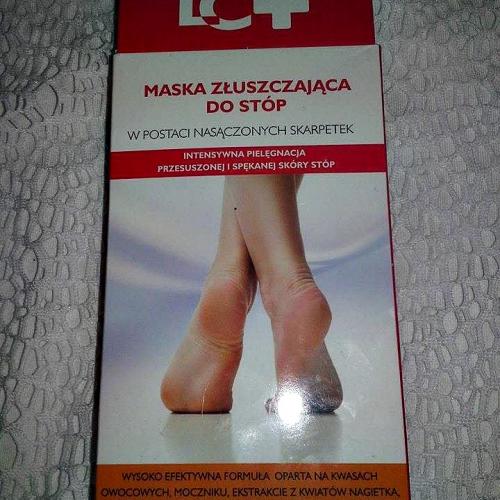 MASKA ZŁUSZCZAJĄCA
DO STÓP
W POSTACI NASĄCZONYCH SKARPETEK
INTENSYWNA PIELĘGNACJA
PRZESUSZONEJ I SPĘKANEJ SKÓRY STÓP
WYSOKO EFEKTYWNA FORMUŁA OPARTA NA KWASACH
OWOCOWYCH, MOCZNIKU, EKSTRAKCIE Z KWIATÓW NAGIETKA,